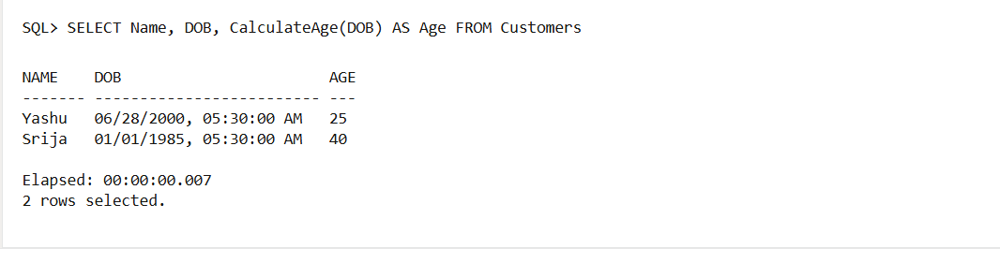 SQL> SELECT Name, DOB, CalculateAge(DOB) AS Age FROM Customers
NAME    DOB                       AGE
------- ------------------------- ---
Yashu   06/28/2000, 05:30:00 AM   25
Srija   01/01/1985, 05:30:00 AM   40
Elapsed: 00:00:00.007
2 rows selected.